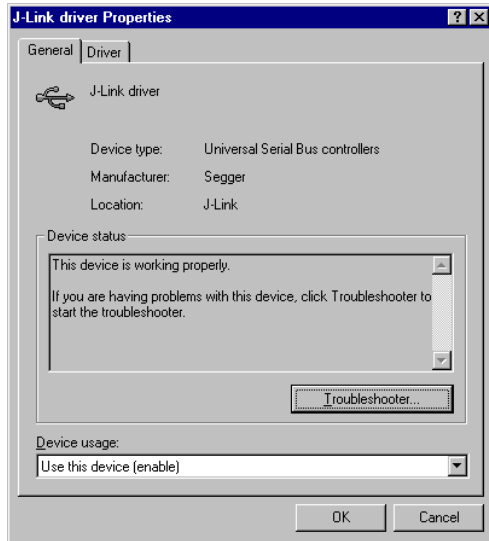 J-Link driver Properties
General Driver
J-Link driver
Device type: Universal Serial Bus controllers
Manufacturer: Segger
Location: J-Link
Device status
This device is working properly.
If you are having problems with this device, click Troubleshooter to
start the troubleshooter.
Troubleshooter...
Device usage:
Use this device (enable)
OK Cancel